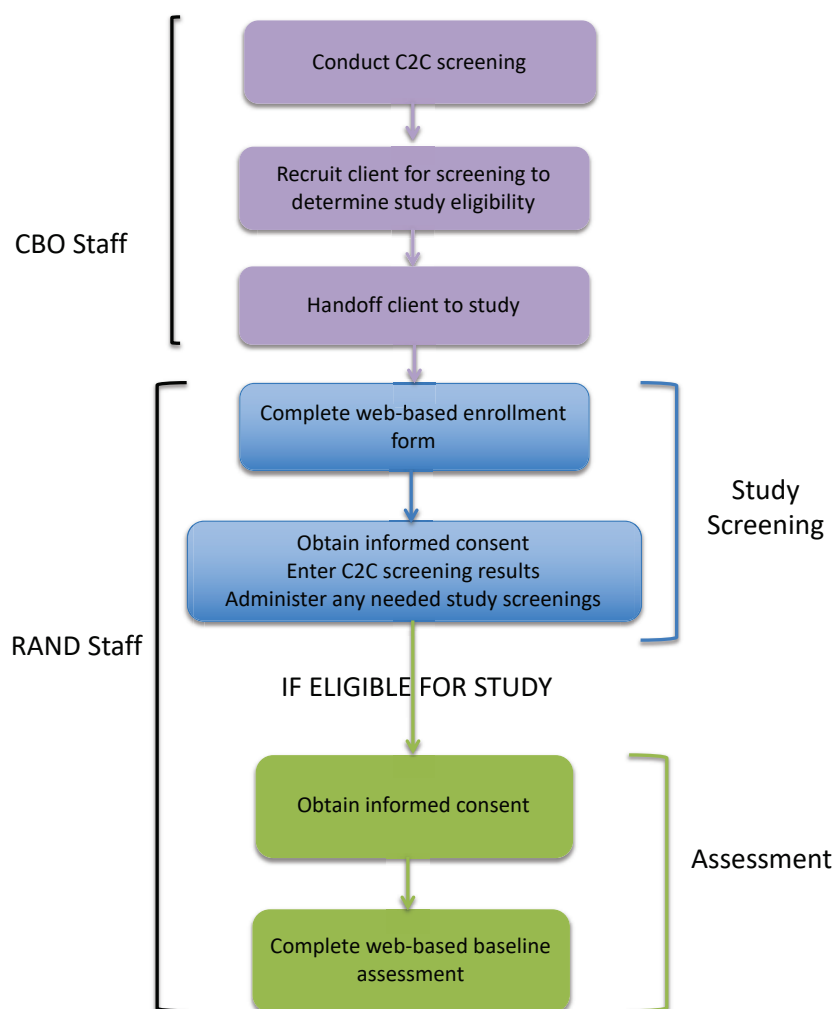 Conduct C2C screening
Recruit client for screening to
determine study eligibility
CBO Staff
Handoff client to study
Complete web-based enrollment
form
Study
Screening
Obtain informed consent
Enter C2C screening results
Administer any needed study screenings
RAND Staff
IF ELIGIBLE FOR STUDY
Obtain informed consent
Assessment
Complete web-based baseline
assessment